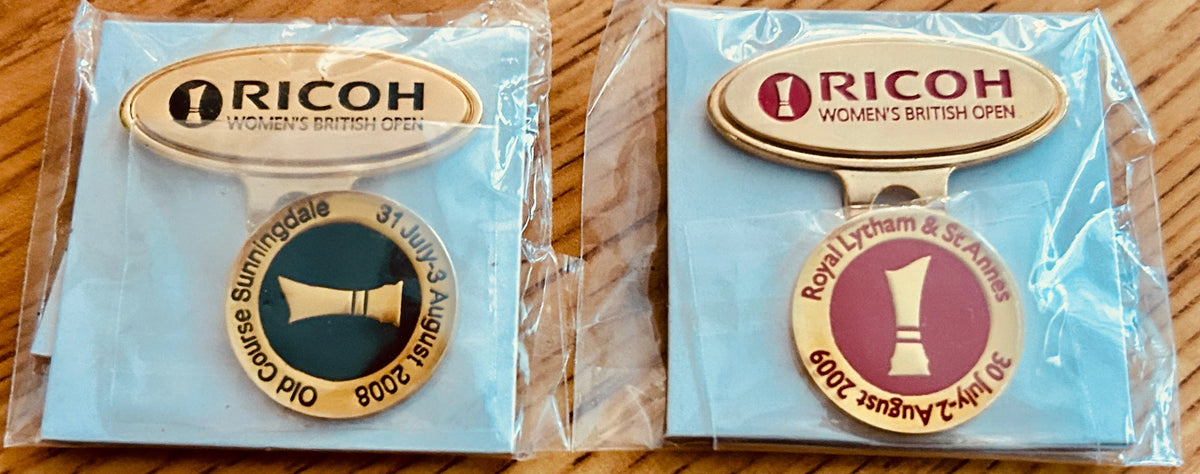 RICOH
WOMEN'S BRITISH OPEN
Old Course Sunningdale
31 July-3 August 2008
RICOH
WOMEN'S BRITISH OPEN
Royal Lytham & St Annes
30 July-2 August 2009